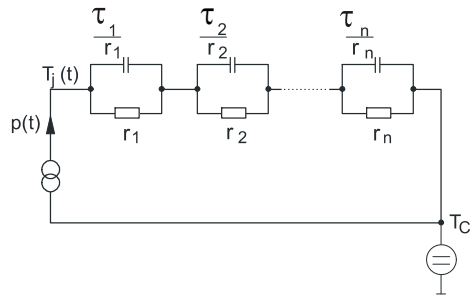 τ1 τ2 τn
r1 r2 rn
Tj (t)
r1 r2 rn
p(t)
TC